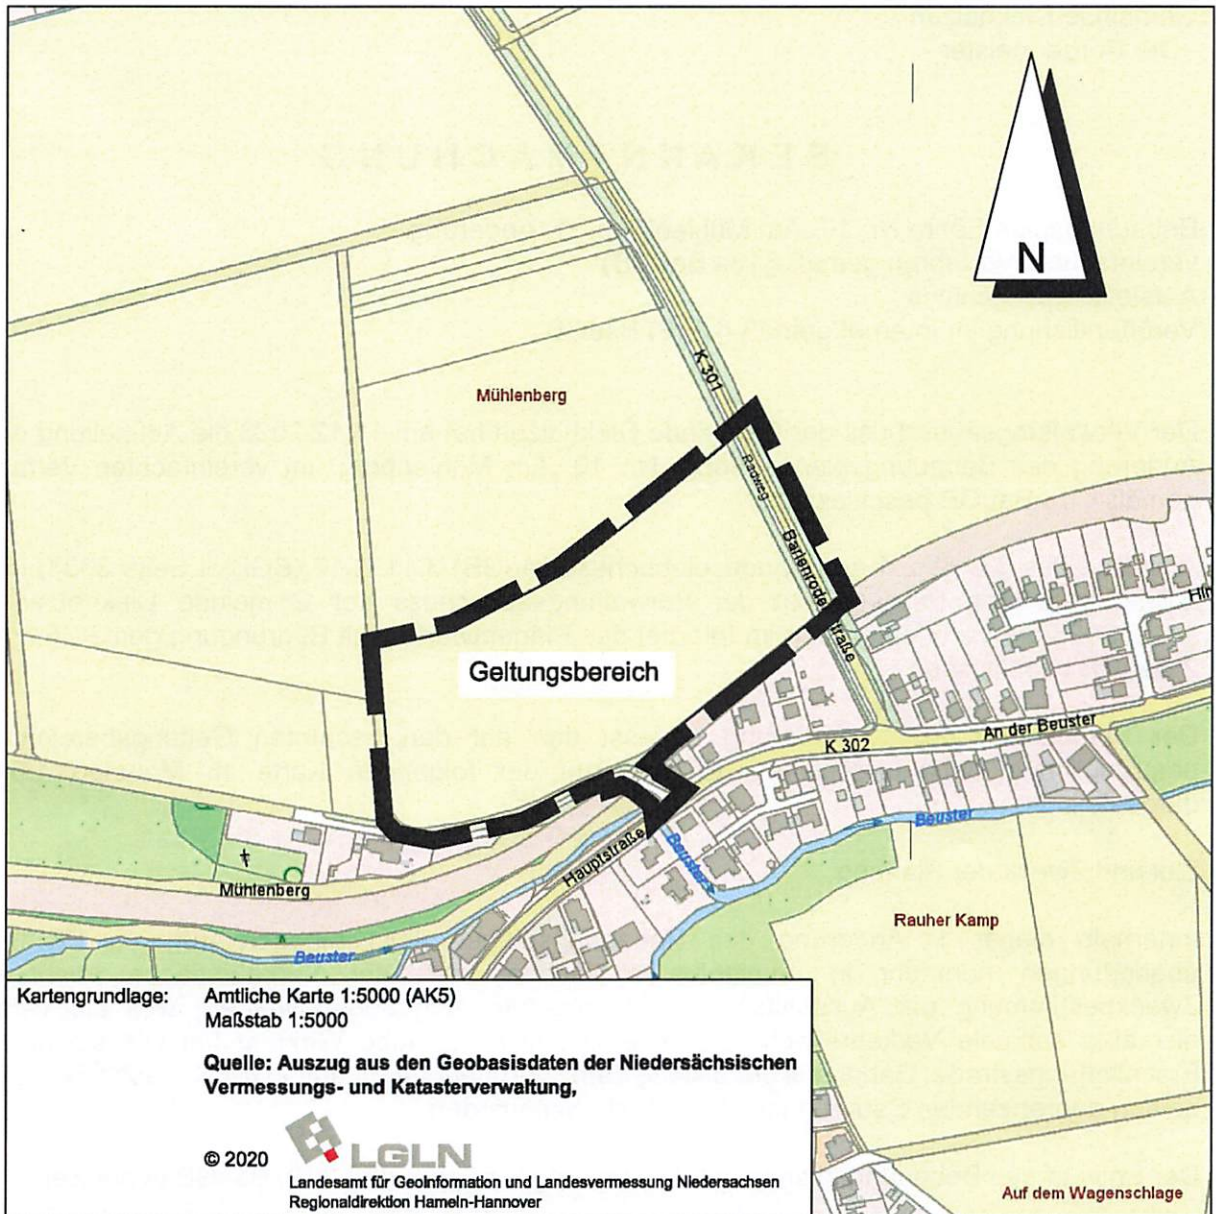 N
K 301
Mühlenberg
Radweg
Barienroder Straße
Geltungsbereich
An der Beuster
K 302
Beuster
Hauptstraße
Beuster
Mühlenberg
Rauher Kamp
Beuster
Kartengrundlage: Amtliche Karte 1:5000 (AK5)
Maßstab 1:5000
Quelle: Auszug aus den Geobasisdaten der Niedersächsischen
Vermessungs- und Katasterverwaltung,
© 2020 LGLN
Landesamt für Geoinformation und Landesvermessung Niedersachsen
Regionaldirektion Hameln-Hannover
Auf dem Wagenschlage